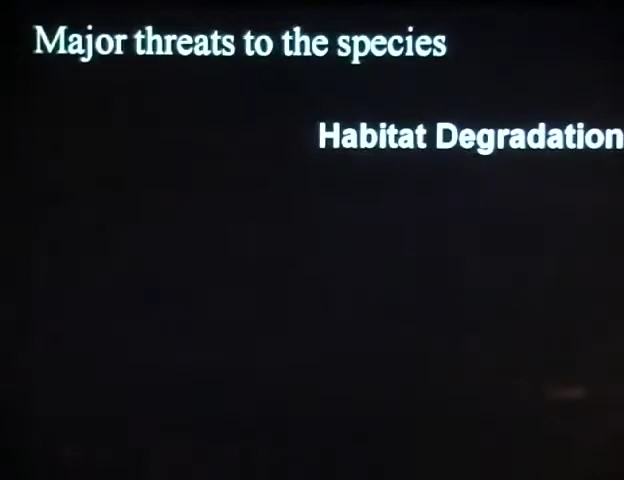 Major threats to the species
Habitat Degradation